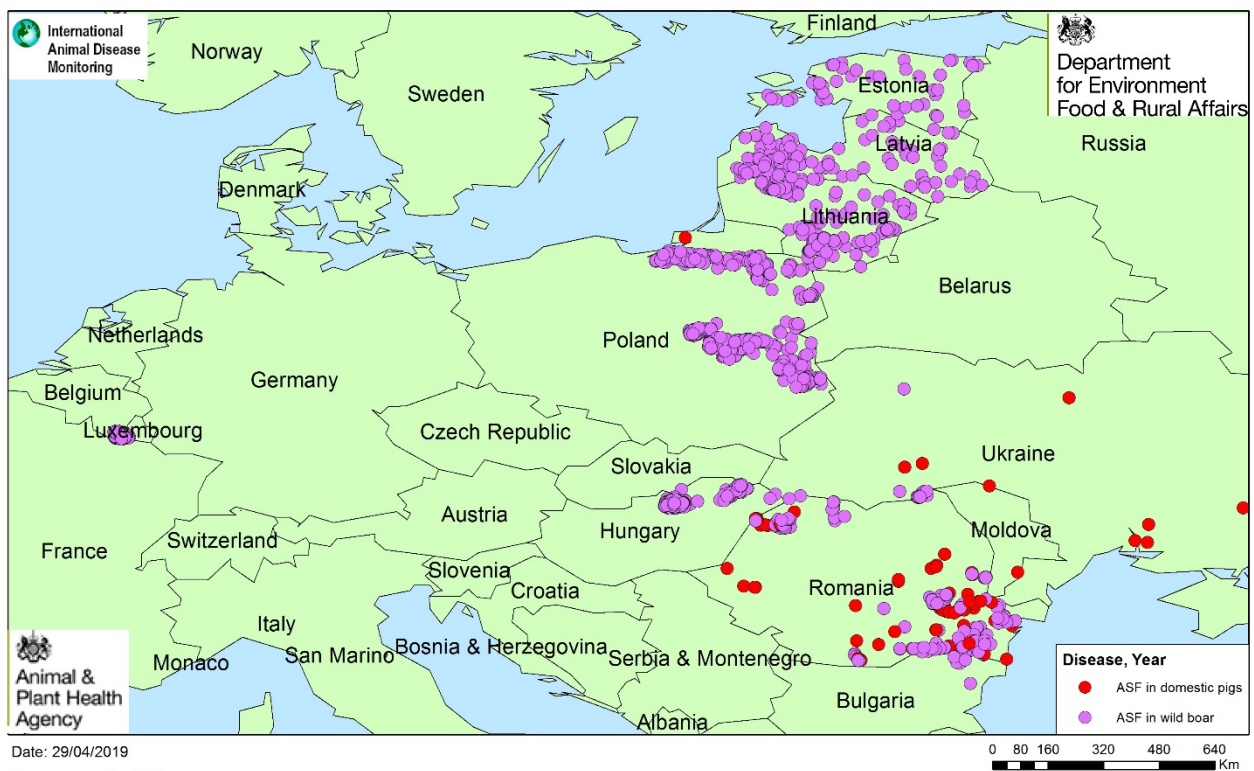 International
Animal Disease
Monitoring
Department
for Environment
Food & Rural Affairs
Finland
Norway
Sweden
Estonia
Latvia
Russia
Denmark
Lithuania
Belarus
Netherlands
Poland
Germany
Belgium
Luxembourg
Czech Republic
Ukraine
Slovakia
Austria
Hungary
Moldova
Switzerland
France
Slovenia
Croatia
Romania
Italy
Bosnia & Herzegovina
San Marino
Serbia & Montenegro
Monaco
Bulgaria
Albania
Animal &
Plant Health
Agency
Disease, Year
ASF in domestic pigs
ASF in wild boar
Date: 29/04/2019
0 80 160 320 480 640
Km